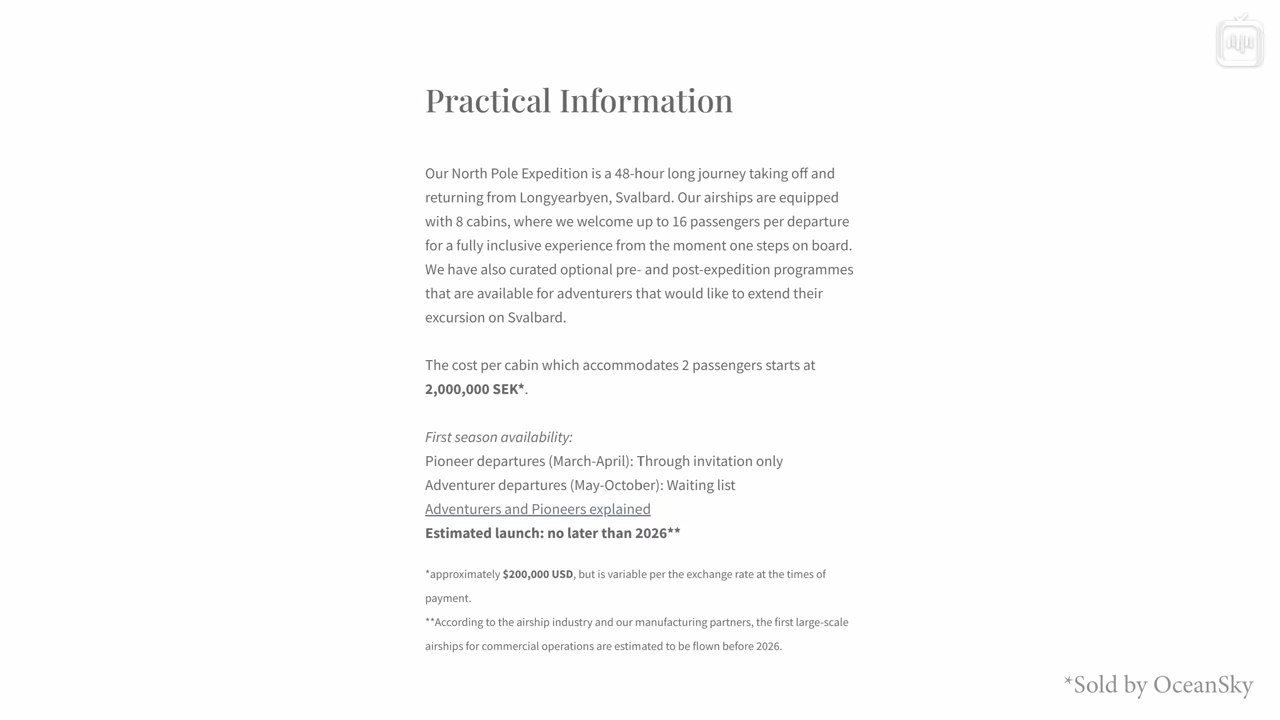 Practical Information
Our North Pole Expedition is a 48-hour long journey taking off and
returning from Longyearbyen, Svalbard. Our airships are equipped
with 8 cabins, where we welcome up to 16 passengers per departure
for a fully inclusive experience from the moment one steps on board.
We have also curated optional pre- and post-expedition programmes
that are available for adventurers that would like to extend their
excursion on Svalbard.
The cost per cabin which accommodates 2 passengers starts at
2,000,000 SEK*.
First season availability:
Pioneer departures (March-April): Through invitation only
Adventurer departures (May-October): Waiting list
Adventurers and Pioneers explained
Estimated launch: no later than 2026**
*approximately $200,000 USD, but is variable per the exchange rate at the times of
payment.
**According to the airship industry and our manufacturing partners, the first large-scale
airships for commercial operations are estimated to be flown before 2026.
*Sold by OceanSky